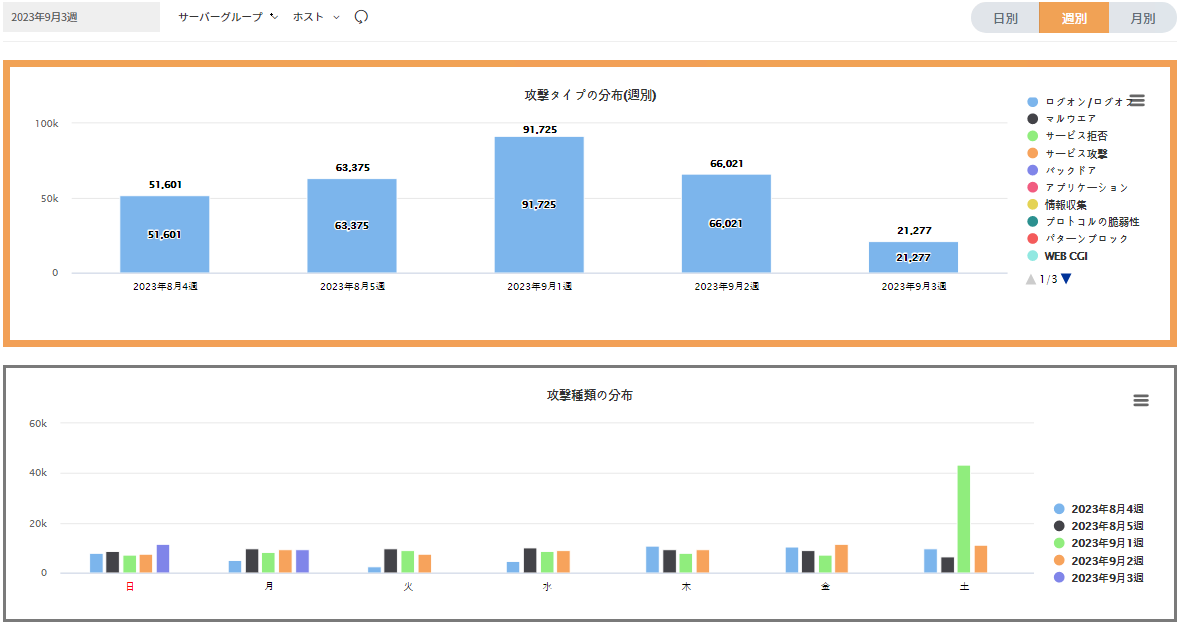 2023年9月3週
サーバーグループ
ホスト
日別
週別
月別
攻撃タイプの分布(週別)
100k
50k
0
51,601
51,601
63,375
63,375
91,725
91,725
66,021
66,021
21,277
21,277
2023年8月4週
2023年8月5週
2023年9月1週
2023年9月2週
2023年9月3週
ログオン/ログオフ
マルウエア
サービス拒否
サービス攻撃
バックドア
アプリケーション
情報収集
プロトコルの脆弱性
パターンブロック
WEB CGI
1/3
攻撃種類の分布
60k
40k
20k
0
日
月
火
水
木
金
土
2023年8月4週
2023年8月5週
2023年9月1週
2023年9月2週
2023年9月3週